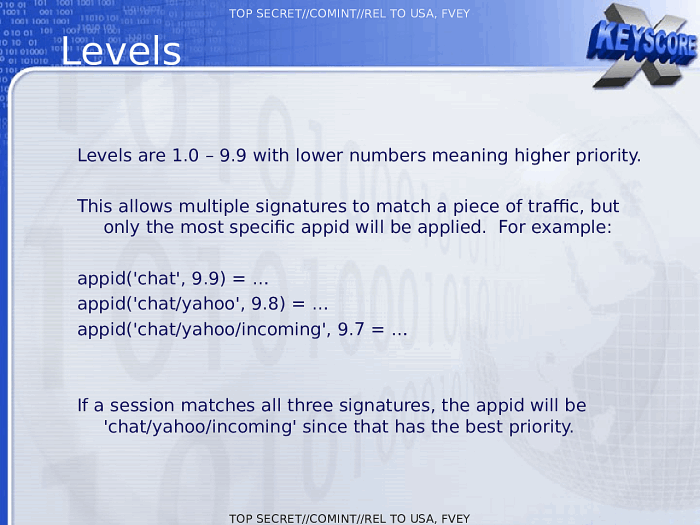 TOP SECRET//COMINT//REL TO USA, FVEY
Levels
X KEYSCORE
Levels are 1.0 – 9.9 with lower numbers meaning higher priority.
This allows multiple signatures to match a piece of traffic, but
only the most specific appid will be applied.  For example:
appid('chat', 9.9) = …
appid('chat/yahoo', 9.8) = …
appid('chat/yahoo/incoming', 9.7 = …
If a session matches all three signatures, the appid will be
'chat/yahoo/incoming' since that has the best priority.
TOP SECRET//COMINT//REL TO USA, FVEY